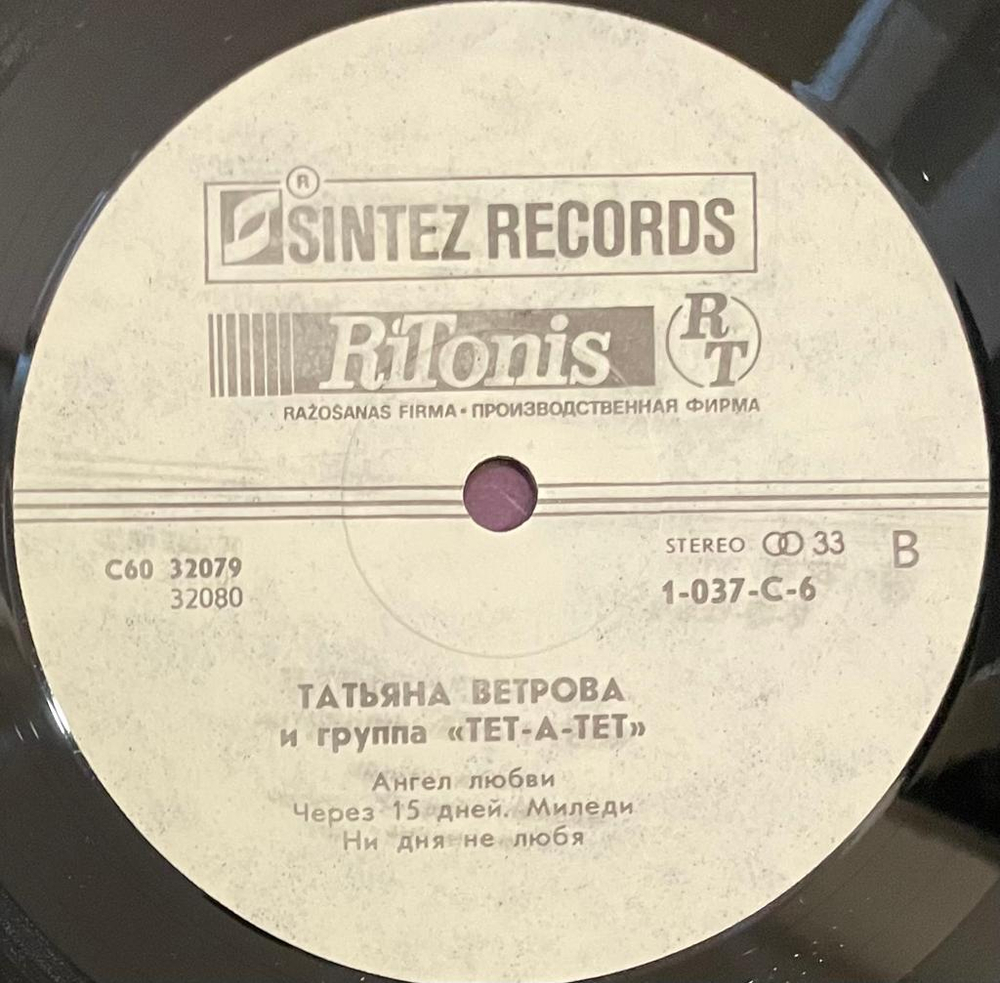 ®
SINTEZ RECORDS
RiTonis RT
RAŽOŠANAS FIRMA • ПРОИЗВОДСТВЕННАЯ ФИРМА
STEREO 33 B
С60 32079
32080
1-037-C-6
ТАТЬЯНА ВЕТРОВА
и группа «ТЕТ-А-ТЕТ»
Ангел любви
Через 15 дней. Миледи
Ни дня не любя